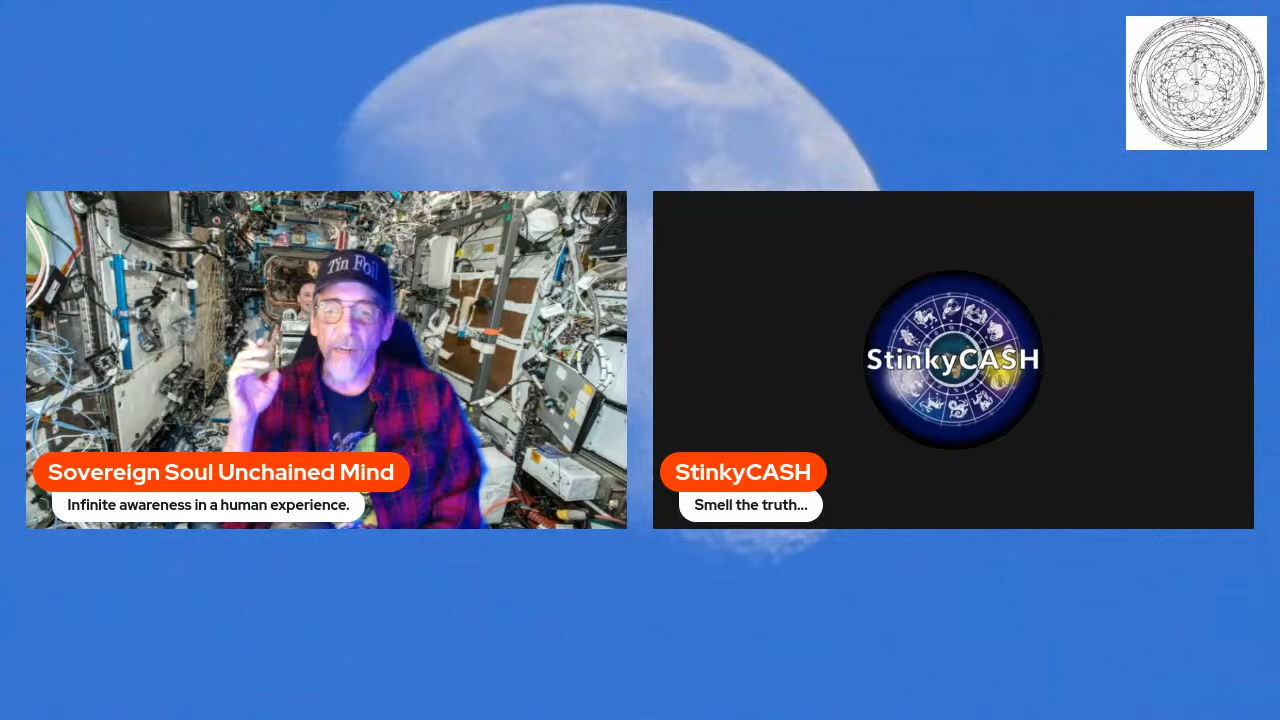 Tin Foil
StinkyCASH
Sovereign Soul Unchained Mind
Infinite awareness in a human experience.
StinkyCASH
Smell the truth...